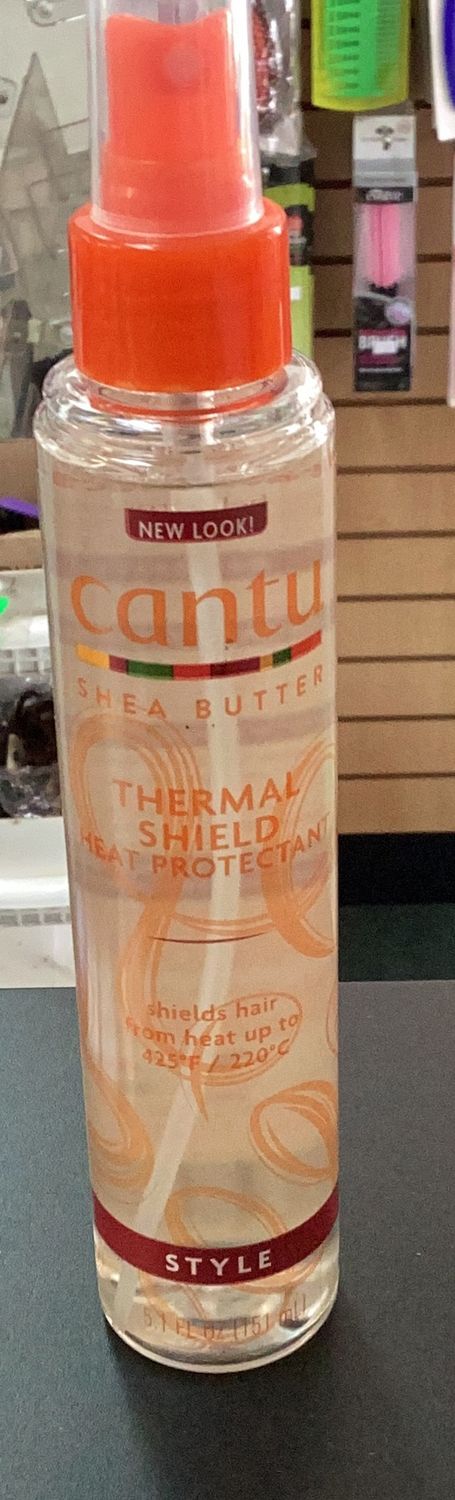 NEW LOOK!
cantu
SHEA BUTTER
THERMAL
SHIELD
HEAT PROTECTANT
shields hair
from heat up to
425°F / 220°C
STYLE
5.1 FL OZ (151 mL)